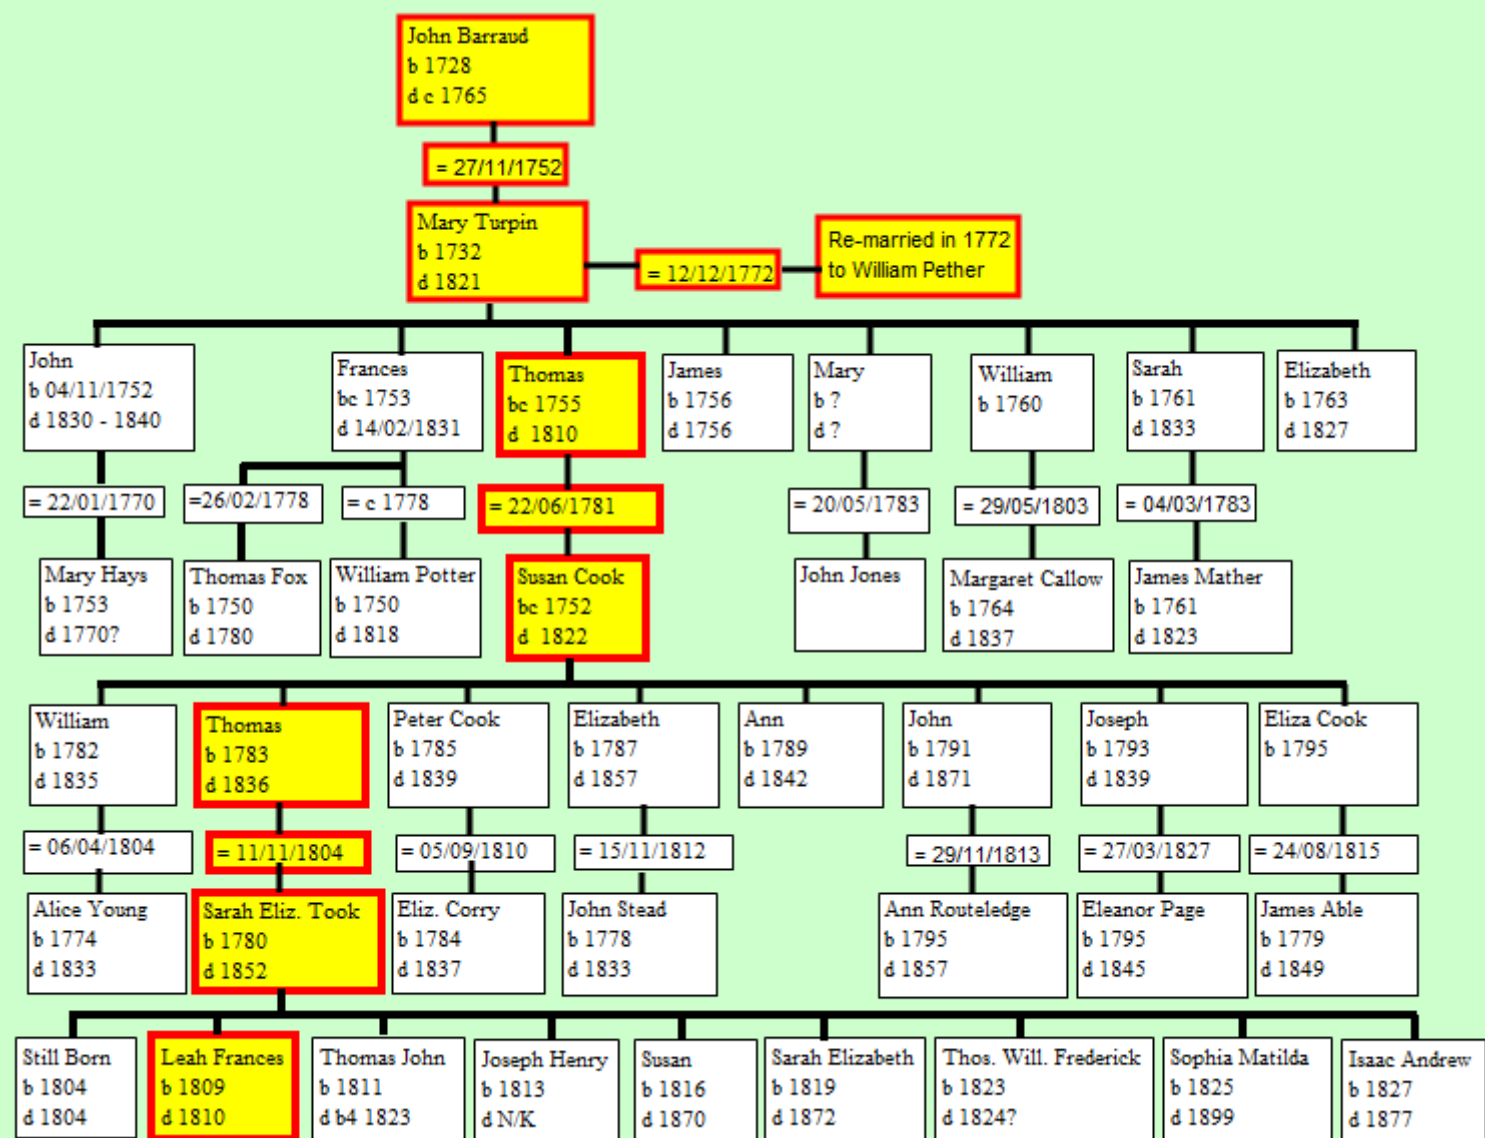 John Barraud
b 1728
d c 1765
= 27/11/1752
Mary Turpin
b 1732
d 1821
= 12/12/1772
Re-married in 1772
to William Pether
John
b 04/11/1752
d 1830 - 1840
Frances
bc 1753
d 14/02/1831
Thomas
bc 1755
d 1810
James
b 1756
d 1756
Mary
b ?
d ?
William
b 1760
Sarah
b 1761
d 1833
Elizabeth
b 1763
d 1827
= 22/01/1770
=26/02/1778
= c 1778
= 22/06/1781
= 20/05/1783
= 29/05/1803
= 04/03/1783
Mary Hays
b 1753
d 1770?
Thomas Fox
b 1750
d 1780
William Potter
b 1750
d 1818
Susan Cook
bc 1752
d 1822
John Jones
Margaret Callow
b 1764
d 1837
James Mather
b 1761
d 1823
William
b 1782
d 1835
Thomas
b 1783
d 1836
Peter Cook
b 1785
d 1839
Elizabeth
b 1787
d 1857
Ann
b 1789
d 1842
John
b 1791
d 1871
Joseph
b 1793
d 1839
Eliza Cook
b 1795
= 06/04/1804
= 11/11/1804
= 05/09/1810
= 15/11/1812
= 29/11/1813
= 27/03/1827
= 24/08/1815
Alice Young
b 1774
d 1833
Sarah Eliz. Took
b 1780
d 1852
Eliz. Corry
b 1784
d 1837
John Stead
b 1778
d 1833
Ann Routeledge
b 1795
d 1857
Eleanor Page
b 1795
d 1845
James Able
b 1779
d 1849
Still Born
b 1804
d 1804
Leah Frances
b 1809
d 1810
Thomas John
b 1811
d b4 1823
Joseph Henry
b 1813
d N/K
Susan
b 1816
d 1870
Sarah Elizabeth
b 1819
d 1872
Thos. Will. Frederick
b 1823
d 1824?
Sophia Matilda
b 1825
d 1899
Isaac Andrew
b 1827
d 1877